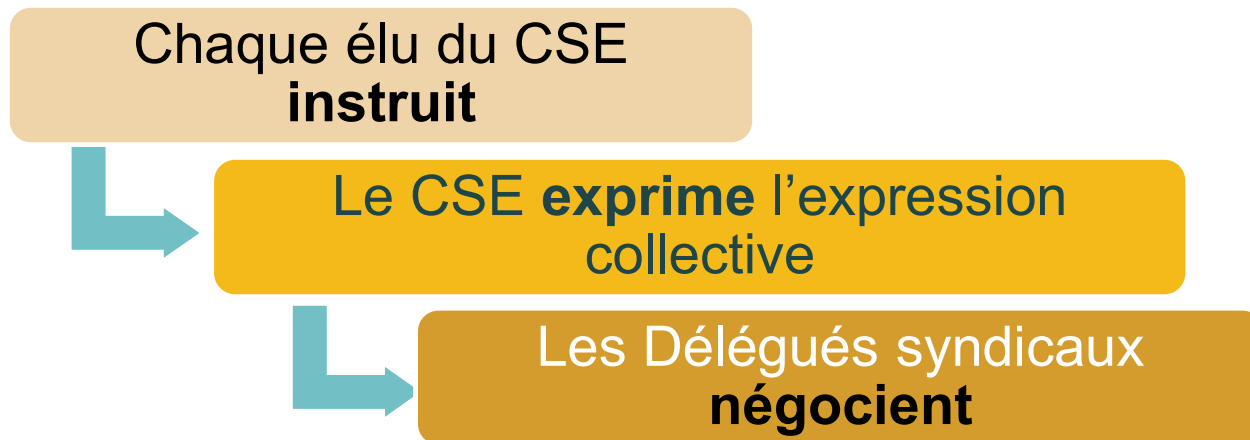 Chaque élu du CSE
instruit
Le CSE exprime l’expression
collective
Les Délégués syndicaux
négocient